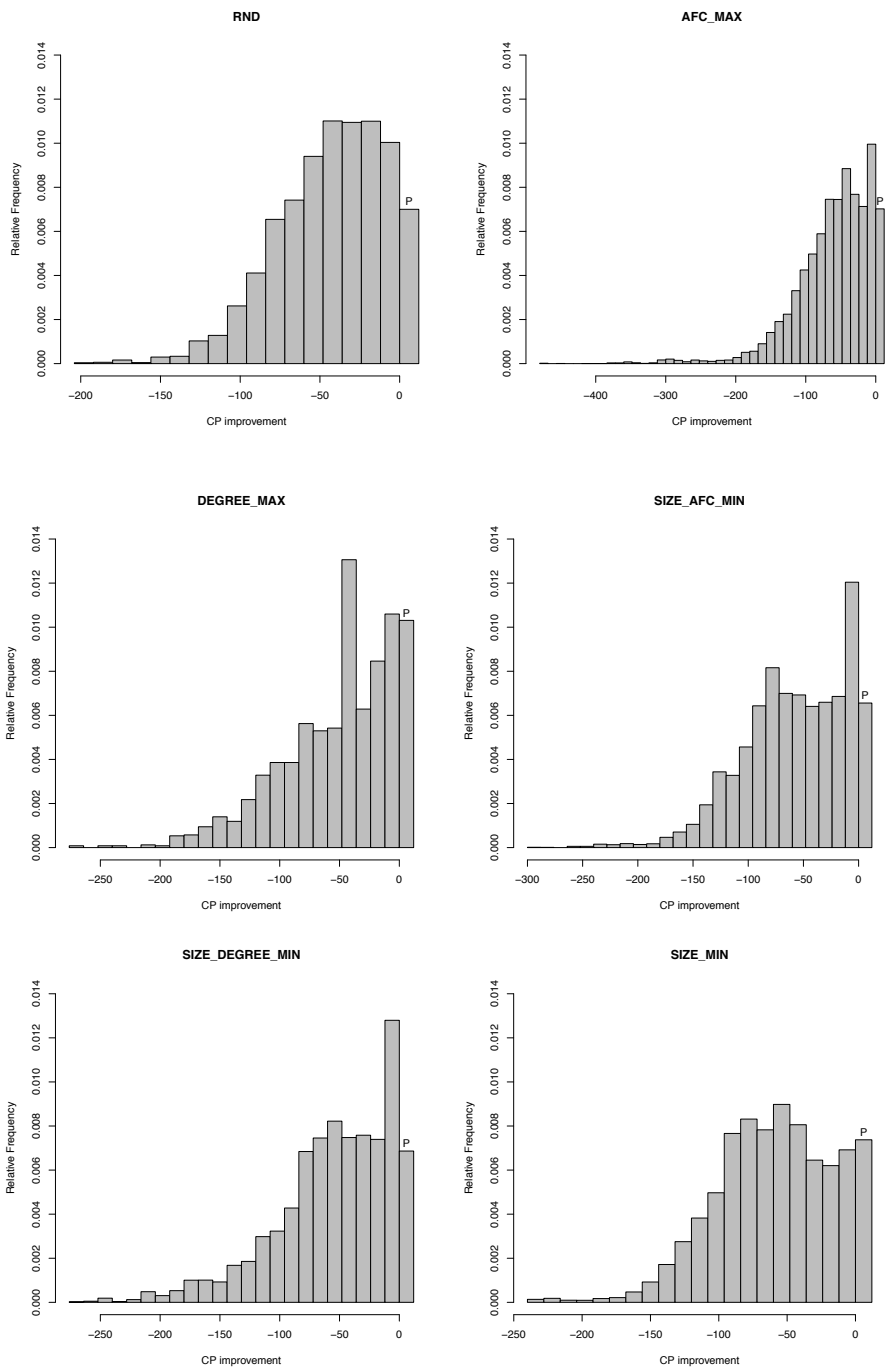 RND
0.014
0.012
0.010
0.008
0.006
0.004
0.002
0.000
Relative Frequency
P
−200 −150 −100 −50 0
CP improvement
AFC_MAX
0.014
0.012
0.010
0.008
0.006
0.004
0.002
0.000
Relative Frequency
P
−400 −300 −200 −100 0
CP improvement
DEGREE_MAX
0.014
0.012
0.010
0.008
0.006
0.004
0.002
0.000
Relative Frequency
P
−250 −200 −150 −100 −50 0
CP improvement
SIZE_AFC_MIN
0.014
0.012
0.010
0.008
0.006
0.004
0.002
0.000
Relative Frequency
P
−300 −250 −200 −150 −100 −50 0
CP improvement
SIZE_DEGREE_MIN
0.014
0.012
0.010
0.008
0.006
0.004
0.002
0.000
Relative Frequency
P
−250 −200 −150 −100 −50 0
CP improvement
SIZE_MIN
0.014
0.012
0.010
0.008
0.006
0.004
0.002
0.000
Relative Frequency
P
−250 −200 −150 −100 −50 0
CP improvement